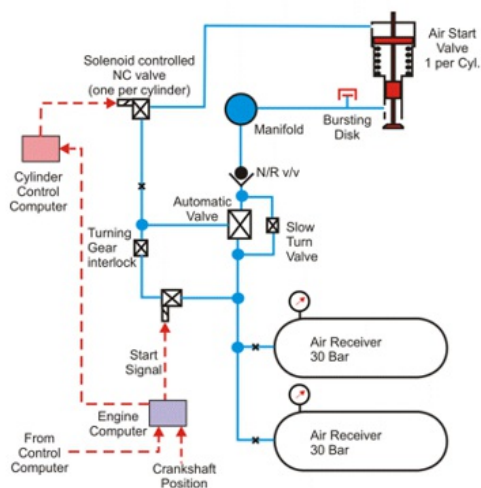 Solenoid controlled
NC valve
(one per cylinder)
Air Start
Valve
1 per Cyl.
Manifold
Bursting
Disk
N/R v/v
Cylinder
Control
Computer
Automatic
Valve
Turning
Gear
interlock
Slow
Turn
Valve
Start
Signal
Air Receiver
30 Bar
Engine
Computer
Air Receiver
30 Bar
From
Control
Computer
Crankshaft
Position